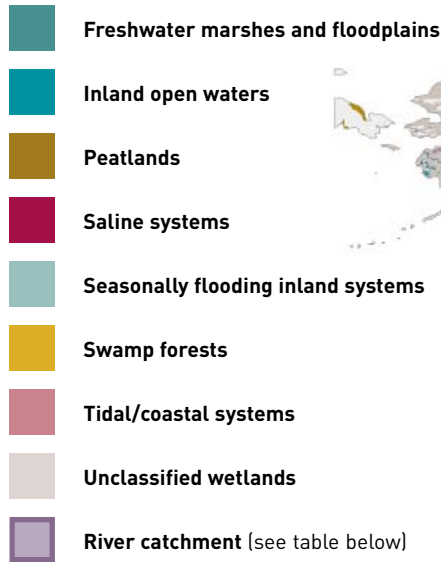 Freshwater marshes and floodplains
Inland open waters
Peatlands
Saline systems
Seasonally flooding inland systems
Swamp forests
Tidal/coastal systems
Unclassified wetlands
River catchment (see table below)